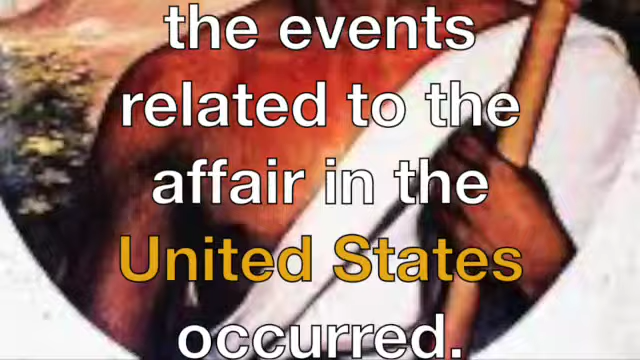 the events
related to the
affair in the
United States
occurred.